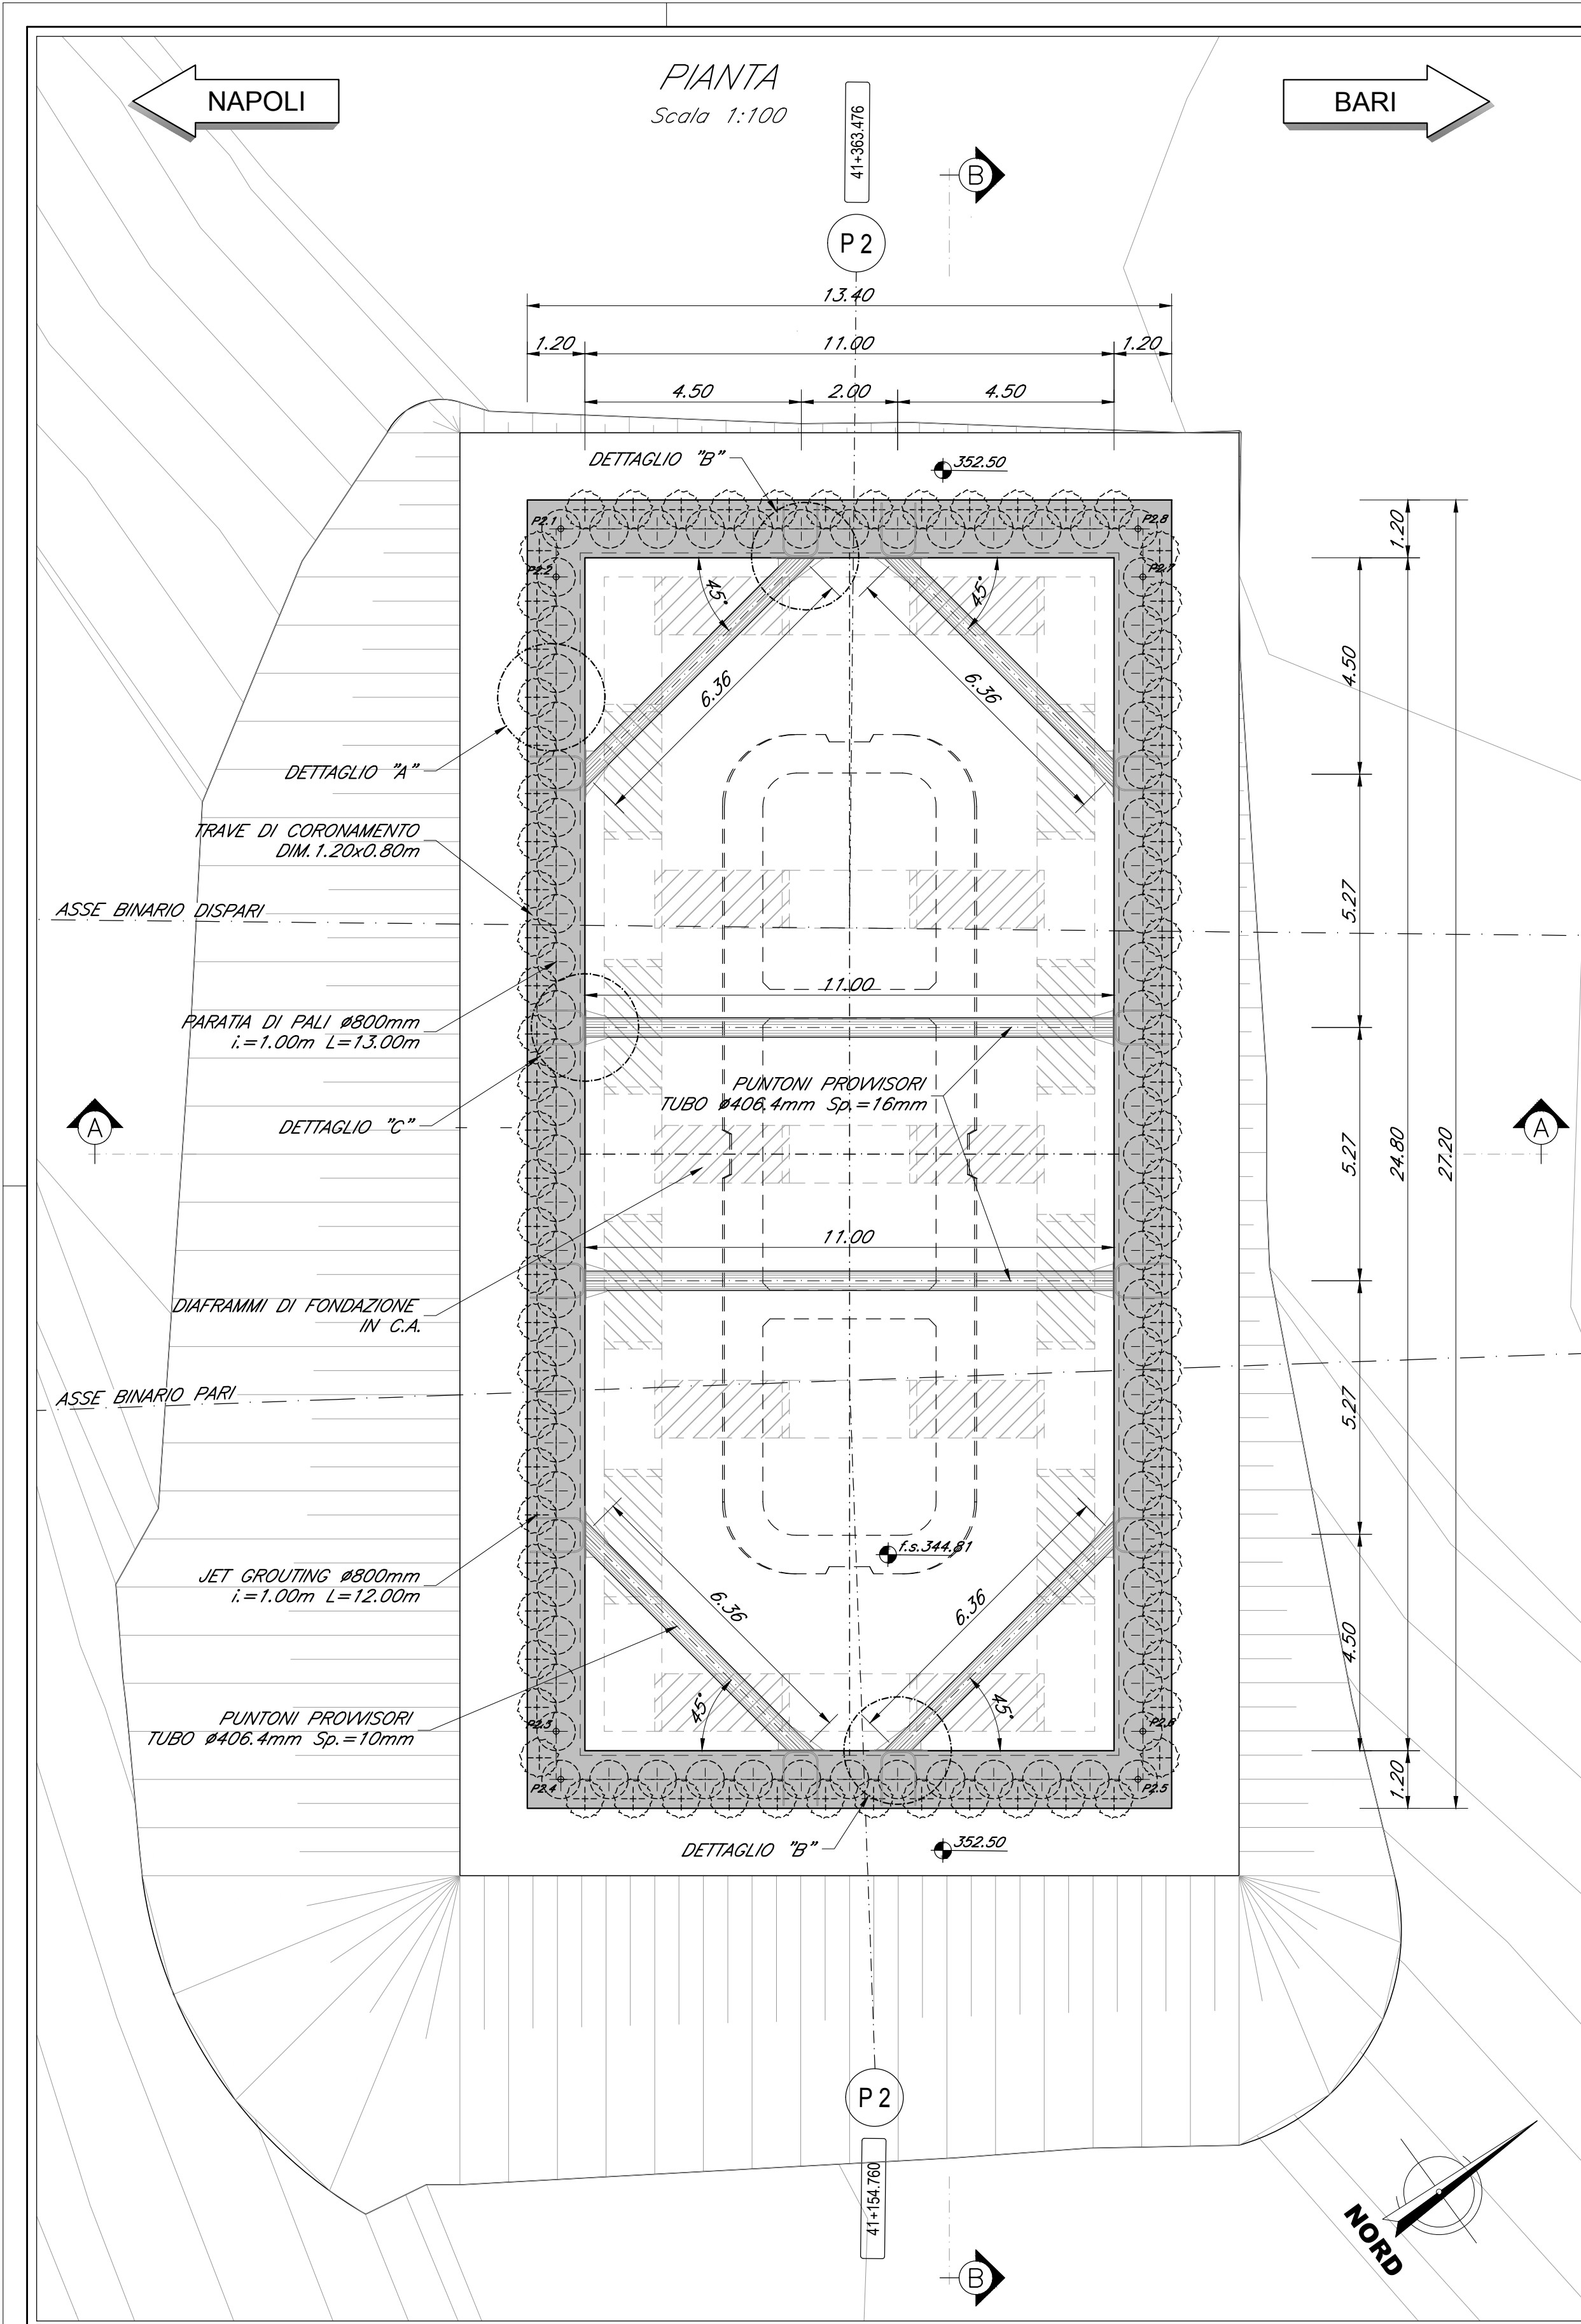 PIANTA
Scala 1:100
NAPOLI
BARI
41+363.476
B
P 2
13.40
1.20
11.00
1.20
4.50
2.00
4.50
DETTAGLIO "B"
352.50
P2.1
P2.8
1.20
P2.2
P2.7
45°
45°
4.50
6.36
6.36
DETTAGLIO "A"
TRAVE DI CORONAMENTO
DIM.1.20x0.80m
ASSE BINARIO DISPARI
5.27
11.00
PARATIA DI PALI ø800mm
i.=1.00m L=13.00m
PUNTONI PROVVISORI
TUBO ø406.4mm Sp.=16mm
DETTAGLIO "C"
A
A
5.27
24.80
27.20
11.00
DIAFRAMMI DI FONDAZIONE
IN C.A.
ASSE BINARIO PARI
5.27
f.s.344.81
JET GROUTING ø800mm
i.=1.00m L=12.00m
6.36
6.36
4.50
PUNTONI PROVVISORI
TUBO ø406.4mm Sp.=10mm
45°
45°
P2.3
P2.6
P2.4
P2.5
1.20
DETTAGLIO "B"
352.50
P 2
41+154.760
NORD
B